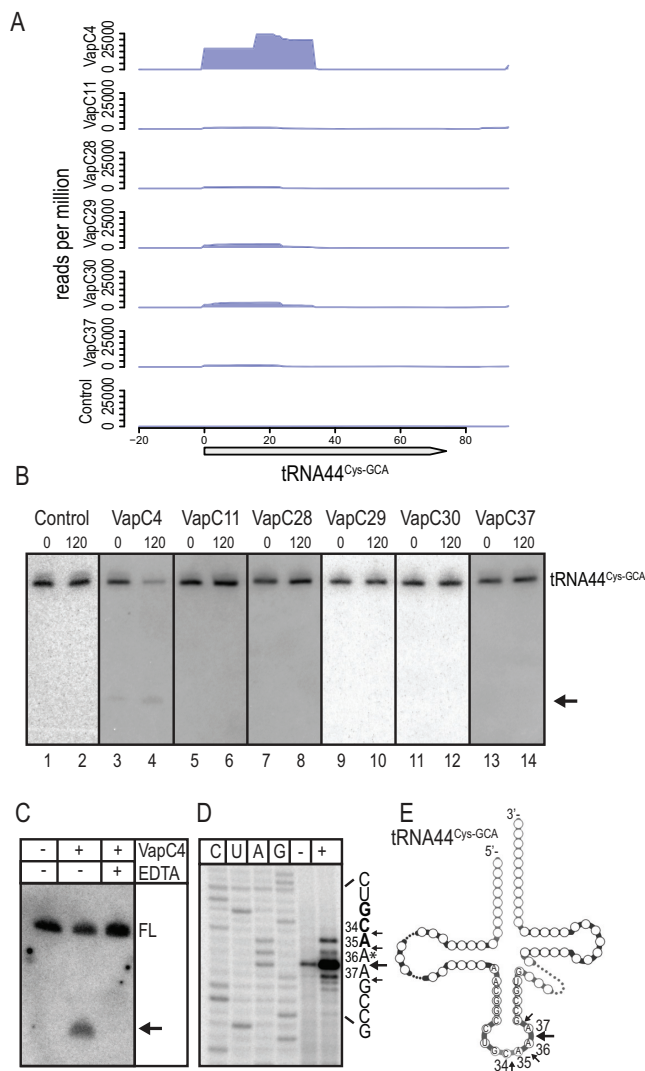 A
reads per million
VapC4
0 25000
VapC11
0 25000
VapC28
0 25000
VapC29
0 25000
VapC30
0 25000
VapC37
0 25000
Control
0 25000
−20 0 20 40 60 80
tRNA44Cys-GCA
B
Control VapC4 VapC11 VapC28 VapC29 VapC30 VapC37
0 120 0 120 0 120 0 120 0 120 0 120 0 120
tRNA44Cys-GCA
1 2 3 4 5 6 7 8 9 10 11 12 13 14
C
- + + VapC4
- - + EDTA
FL
D
C U A G - +
C
U
G
34 C
35 A
36 A*
37 A
G
C
C
G
E
tRNA44Cys-GCA
3'-
5'-
37
36
35
34